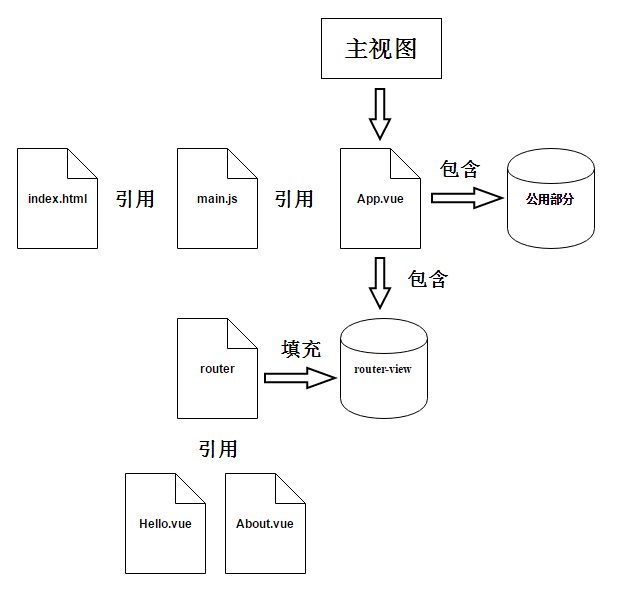 主视图
包含
index.html
引用
main.js
引用
App.vue
公用部分
包含
填充
router
router-view
引用
Hello.vue
About.vue